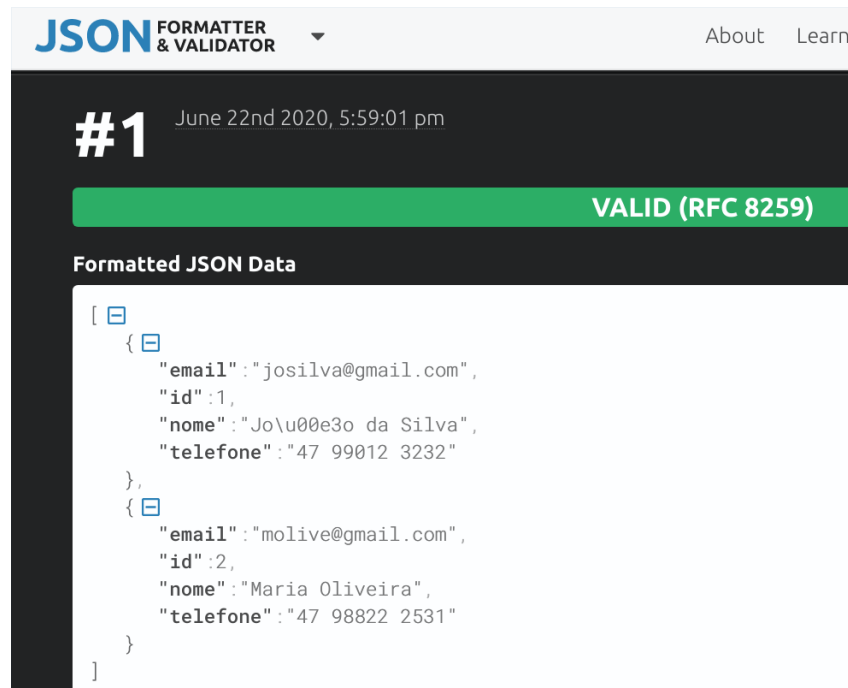 JSON FORMATTER & VALIDATOR
About Learn
#1 June 22nd 2020, 5:59:01 pm
VALID (RFC 8259)
Formatted JSON Data
[
{
"email":"josilva@gmail.com",
"id":1,
"nome":"Jo\u00e3o da Silva",
"telefone":"47 99012 3232"
},
{
"email":"molive@gmail.com",
"id":2,
"nome":"Maria Oliveira",
"telefone":"47 98822 2531"
}
]